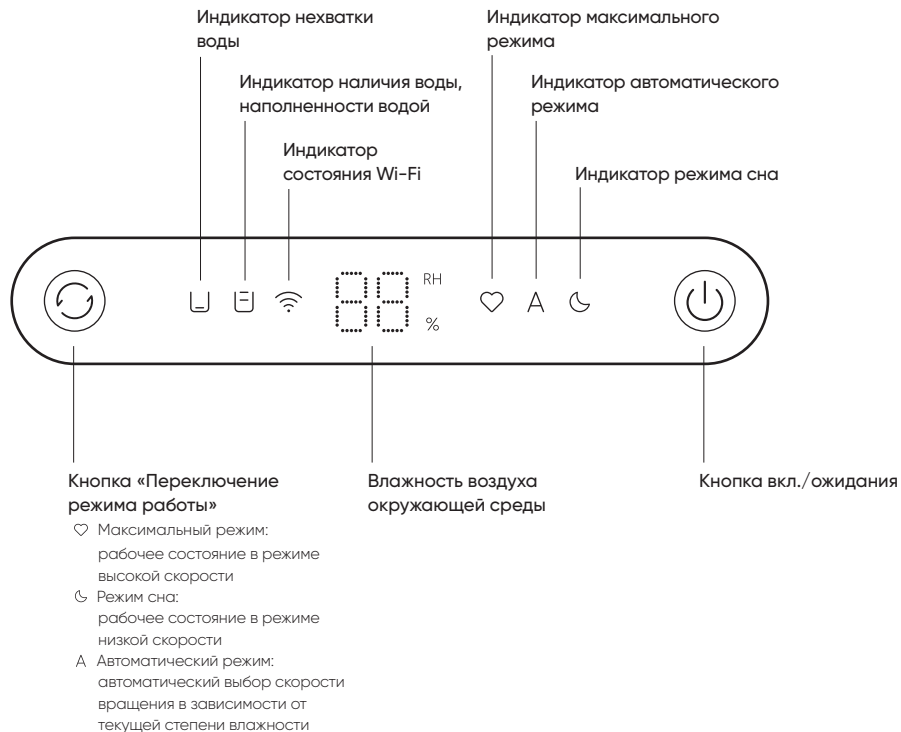 Индикатор нехватки
воды
Индикатор максимального
режима
Индикатор наличия воды,
наполненности водой
Индикатор автоматического
режима
Индикатор
состояния Wi-Fi
Индикатор режима сна
88 RH
%
A
Кнопка «Переключение
режима работы»
Максимальный режим:
рабочее состояние в режиме
высокой скорости
Режим сна:
рабочее состояние в режиме
низкой скорости
A Автоматический режим:
автоматический выбор скорости
вращения в зависимости от
текущей степени влажности
Влажность воздуха
окружающей среды
Кнопка вкл./ожидания